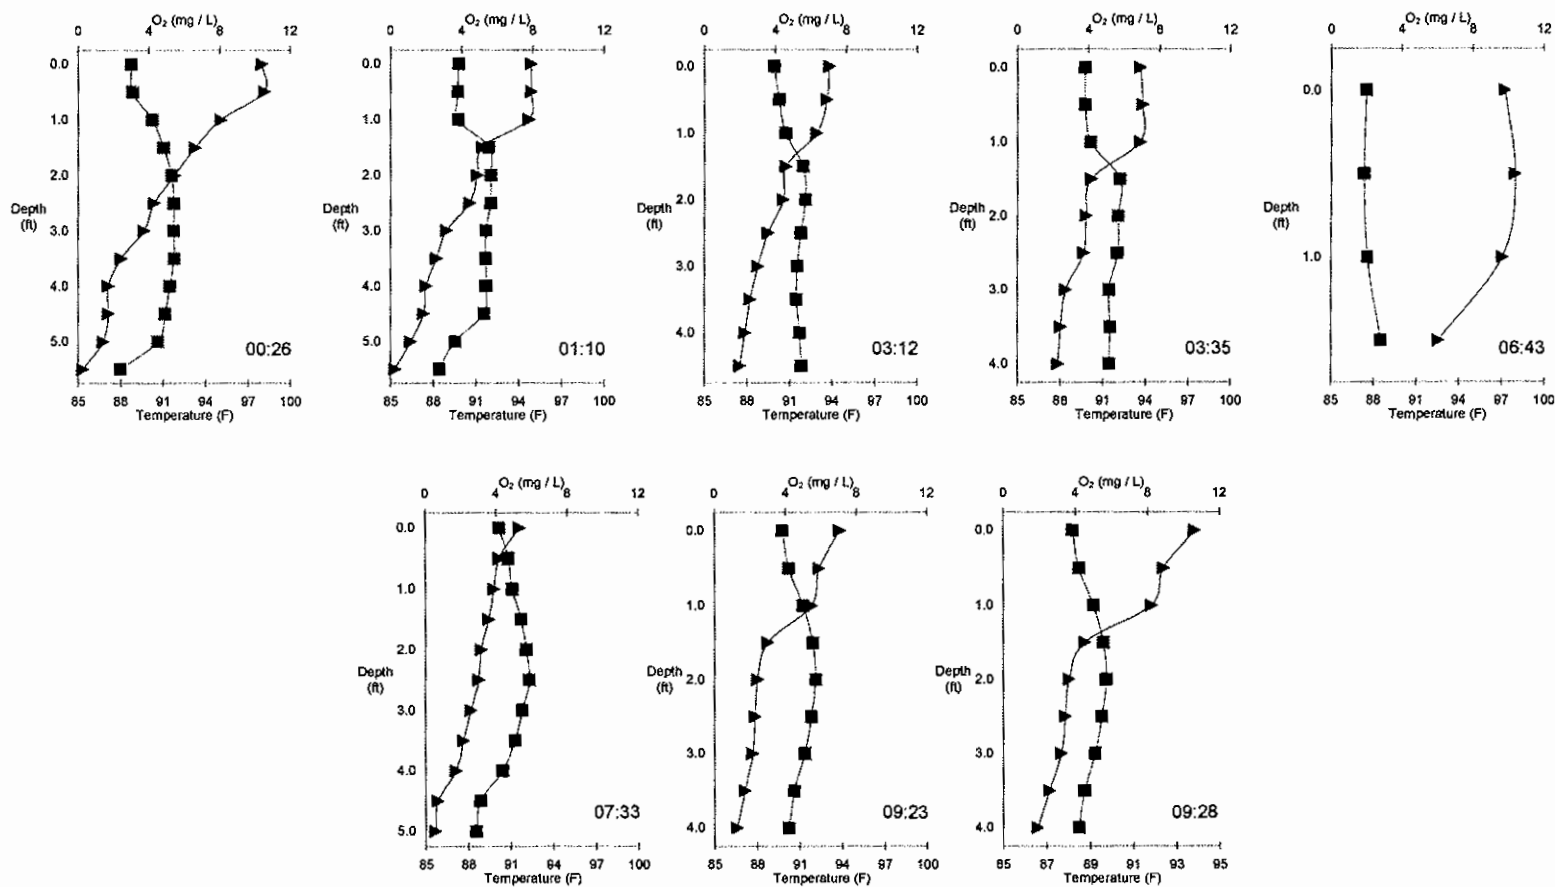 O₂ (mg / L)
0 4 8 12
0.0
1.0
2.0
Depth
(ft)
3.0
4.0
5.0
00:26
85 88 91 94 97 100
Temperature (F)
O₂ (mg / L)
0 4 8 12
0.0
1.0
2.0
Depth
(ft)
3.0
4.0
5.0
01:10
85 88 91 94 97 100
Temperature (F)
O₂ (mg / L)
0 4 8 12
0.0
1.0
2.0
Depth
(ft)
3.0
4.0
03:12
85 88 91 94 97 100
Temperature (F)
O₂ (mg / L)
0 4 8 12
0.0
1.0
Depth
(ft)
2.0
3.0
03:35
4.0
85 88 91 94 97 100
Temperature (F)
O₂ (mg / L)
0 4 8 12
0.0
Depth
(ft)
1.0
06:43
85 88 91 94 97 100
Temperature (F)
O₂ (mg / L)
0 4 8 12
0.0
1.0
2.0
Depth
(ft)
3.0
4.0
07:33
5.0
85 88 91 94 97 100
Temperature (F)
O₂ (mg / L)
0 4 8 12
0.0
1.0
Depth
(ft)
2.0
3.0
09:23
4.0
85 88 91 94 97 100
Temperature (F)
O₂ (mg / L)
0 4 8 12
0.0
1.0
Depth
(ft)
2.0
3.0
09:28
4.0
85 87 89 91 93 95
Temperature (F)